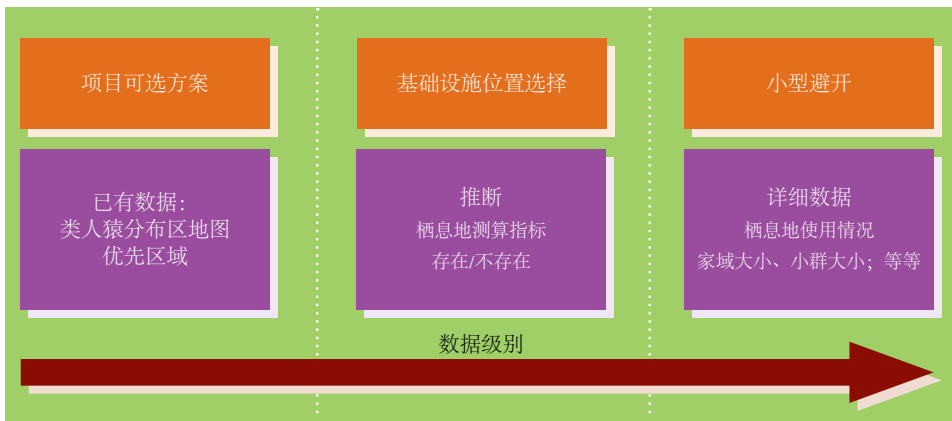 项目可选方案
基础设施位置选择
小型避开
已有数据：
类人猿分布区地图
优先区域
推断
栖息地测算指标
存在/不存在
详细数据
栖息地使用情况
家域大小、小群大小；等等
数据级别